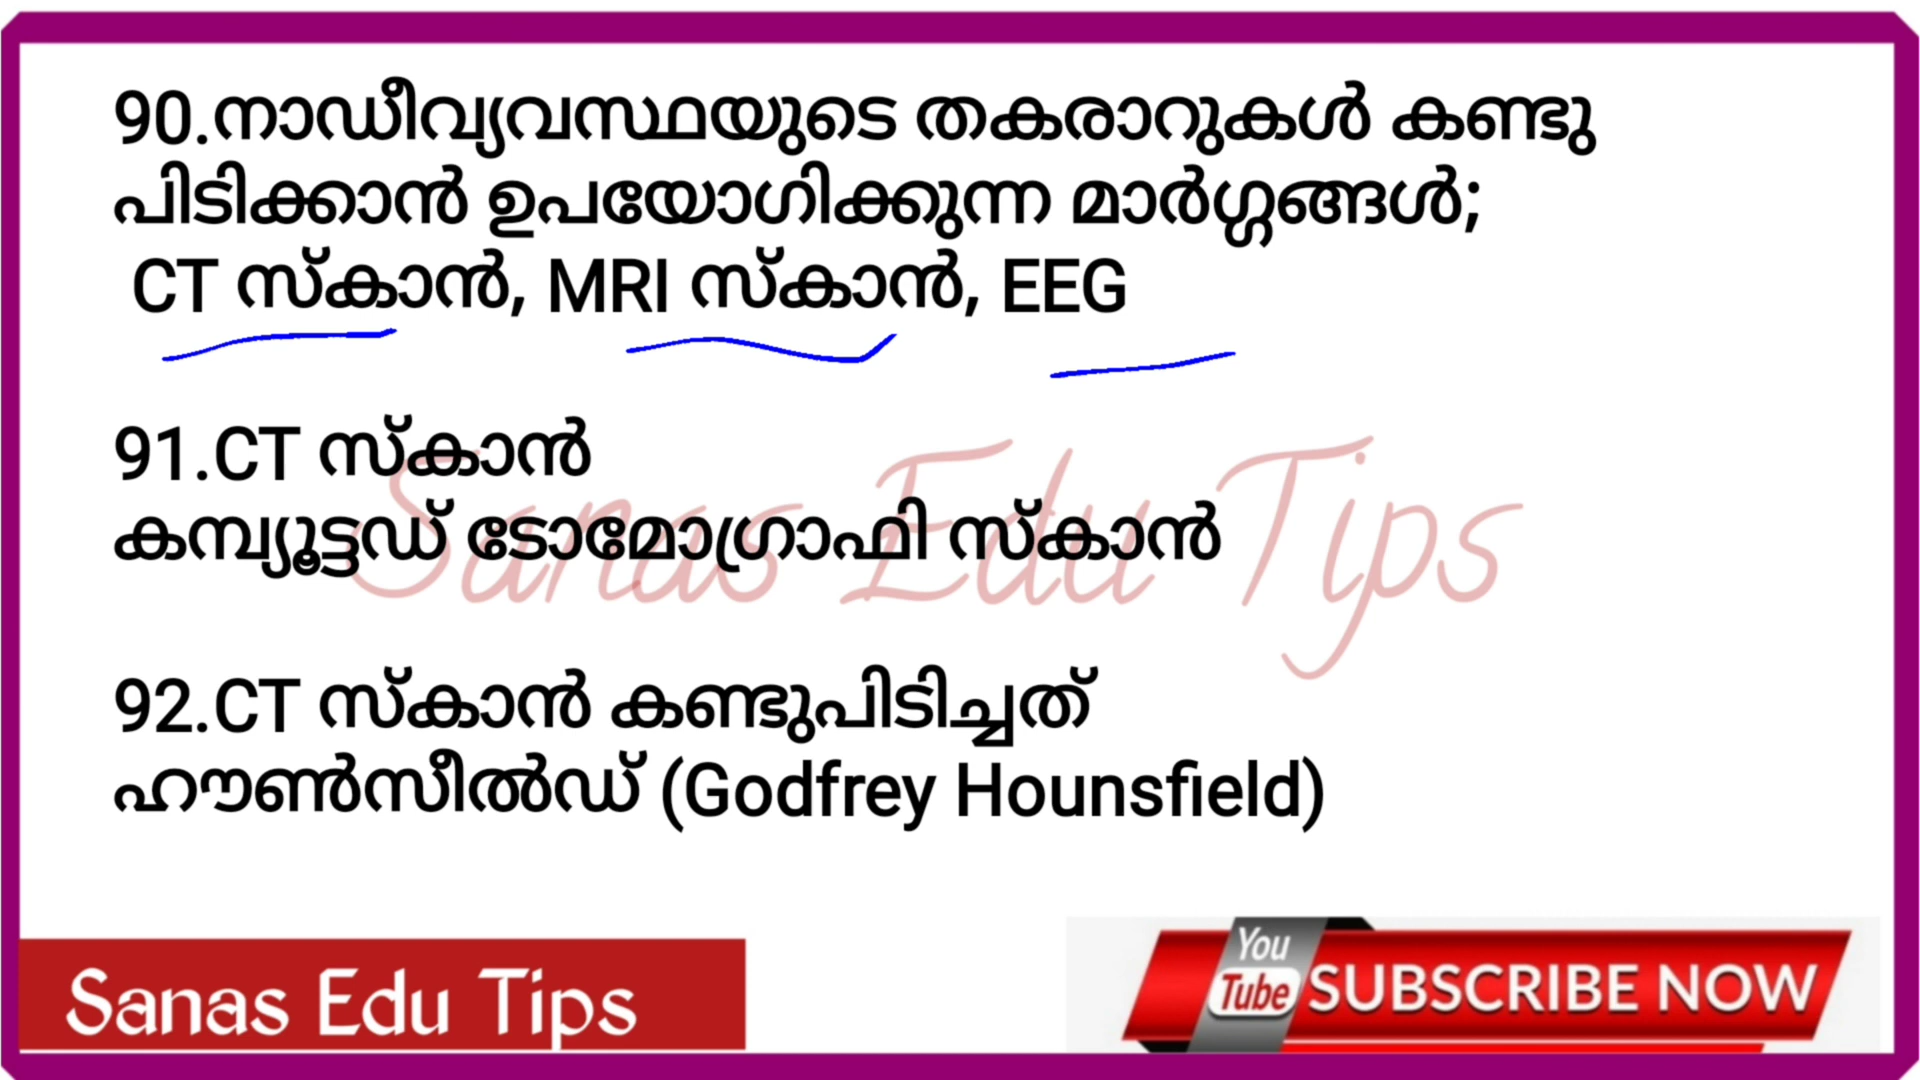 90.നാഡീവ്യവസ്ഥയുടെ തകരാറുകൾ കണ്ടു
പിടിക്കാൻ ഉപയോഗിക്കുന്ന മാർഗ്ഗങ്ങൾ;
CT സ്കാൻ, MRI സ്കാൻ, EEG
91.CT സ്കാൻ
കമ്പ്യൂട്ടഡ് ടോമോഗ്രാഫി സ്കാൻ
Sanas Edu Tips
92.CT സ്കാൻ കണ്ടുപിടിച്ചത്
ഹൗൺസീൽഡ് (Godfrey Hounsfield)
Sanas Edu Tips
You
Tube SUBSCRIBE NOW